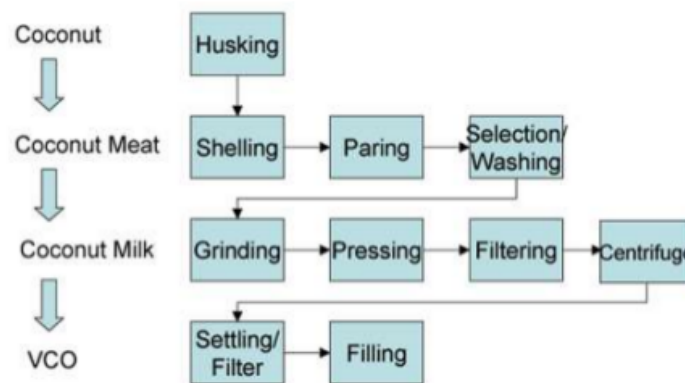 Coconut
Husking
Coconut Meat
Shelling
Paring
Selection/
Washing
Coconut Milk
Grinding
Pressing
Filtering
Centrifuge
VCO
Settling/
Filter
Filling